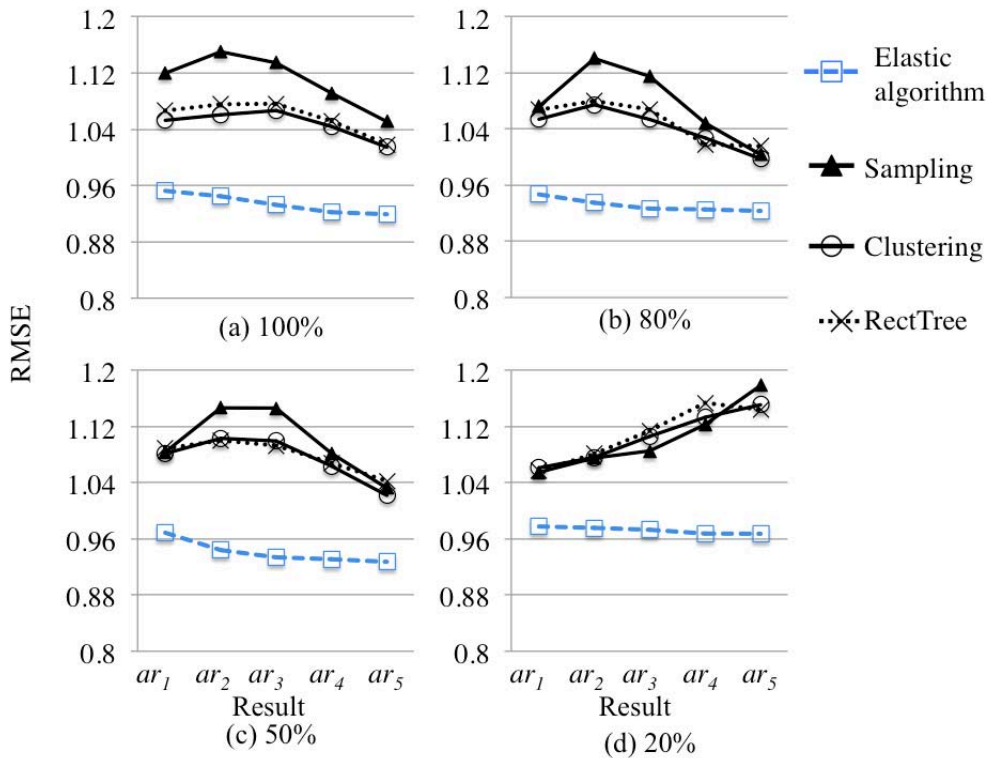 1.2
1.12
1.04
0.96
0.88
0.8
(a) 100%
1.2
1.12
1.04
0.96
0.88
0.8
(b) 80%
Elastic
algorithm
Sampling
Clustering
RectTree
RMSE
1.2
1.12
1.04
0.96
0.88
0.8
ar₁ ar₂ ar₃ ar₄ ar₅
Result
(c) 50%
1.2
1.12
1.04
0.96
0.88
0.8
ar₁ ar₂ ar₃ ar₄ ar₅
Result
(d) 20%